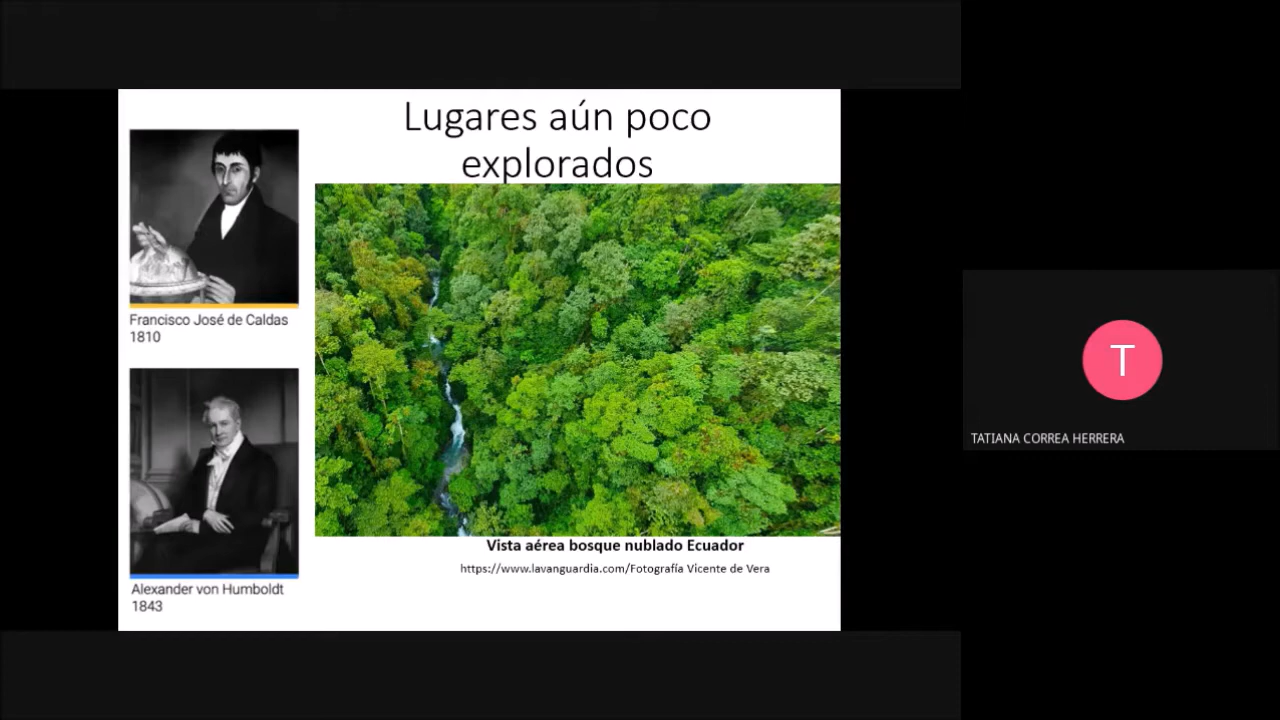 Lugares aún poco
explorados
Francisco José de Caldas
1810
Alexander von Humboldt
1843
Vista aérea bosque nublado Ecuador
https://www.lavanguardia.com/Fotografía Vicente de Vera
T
TATIANA CORREA HERRERA